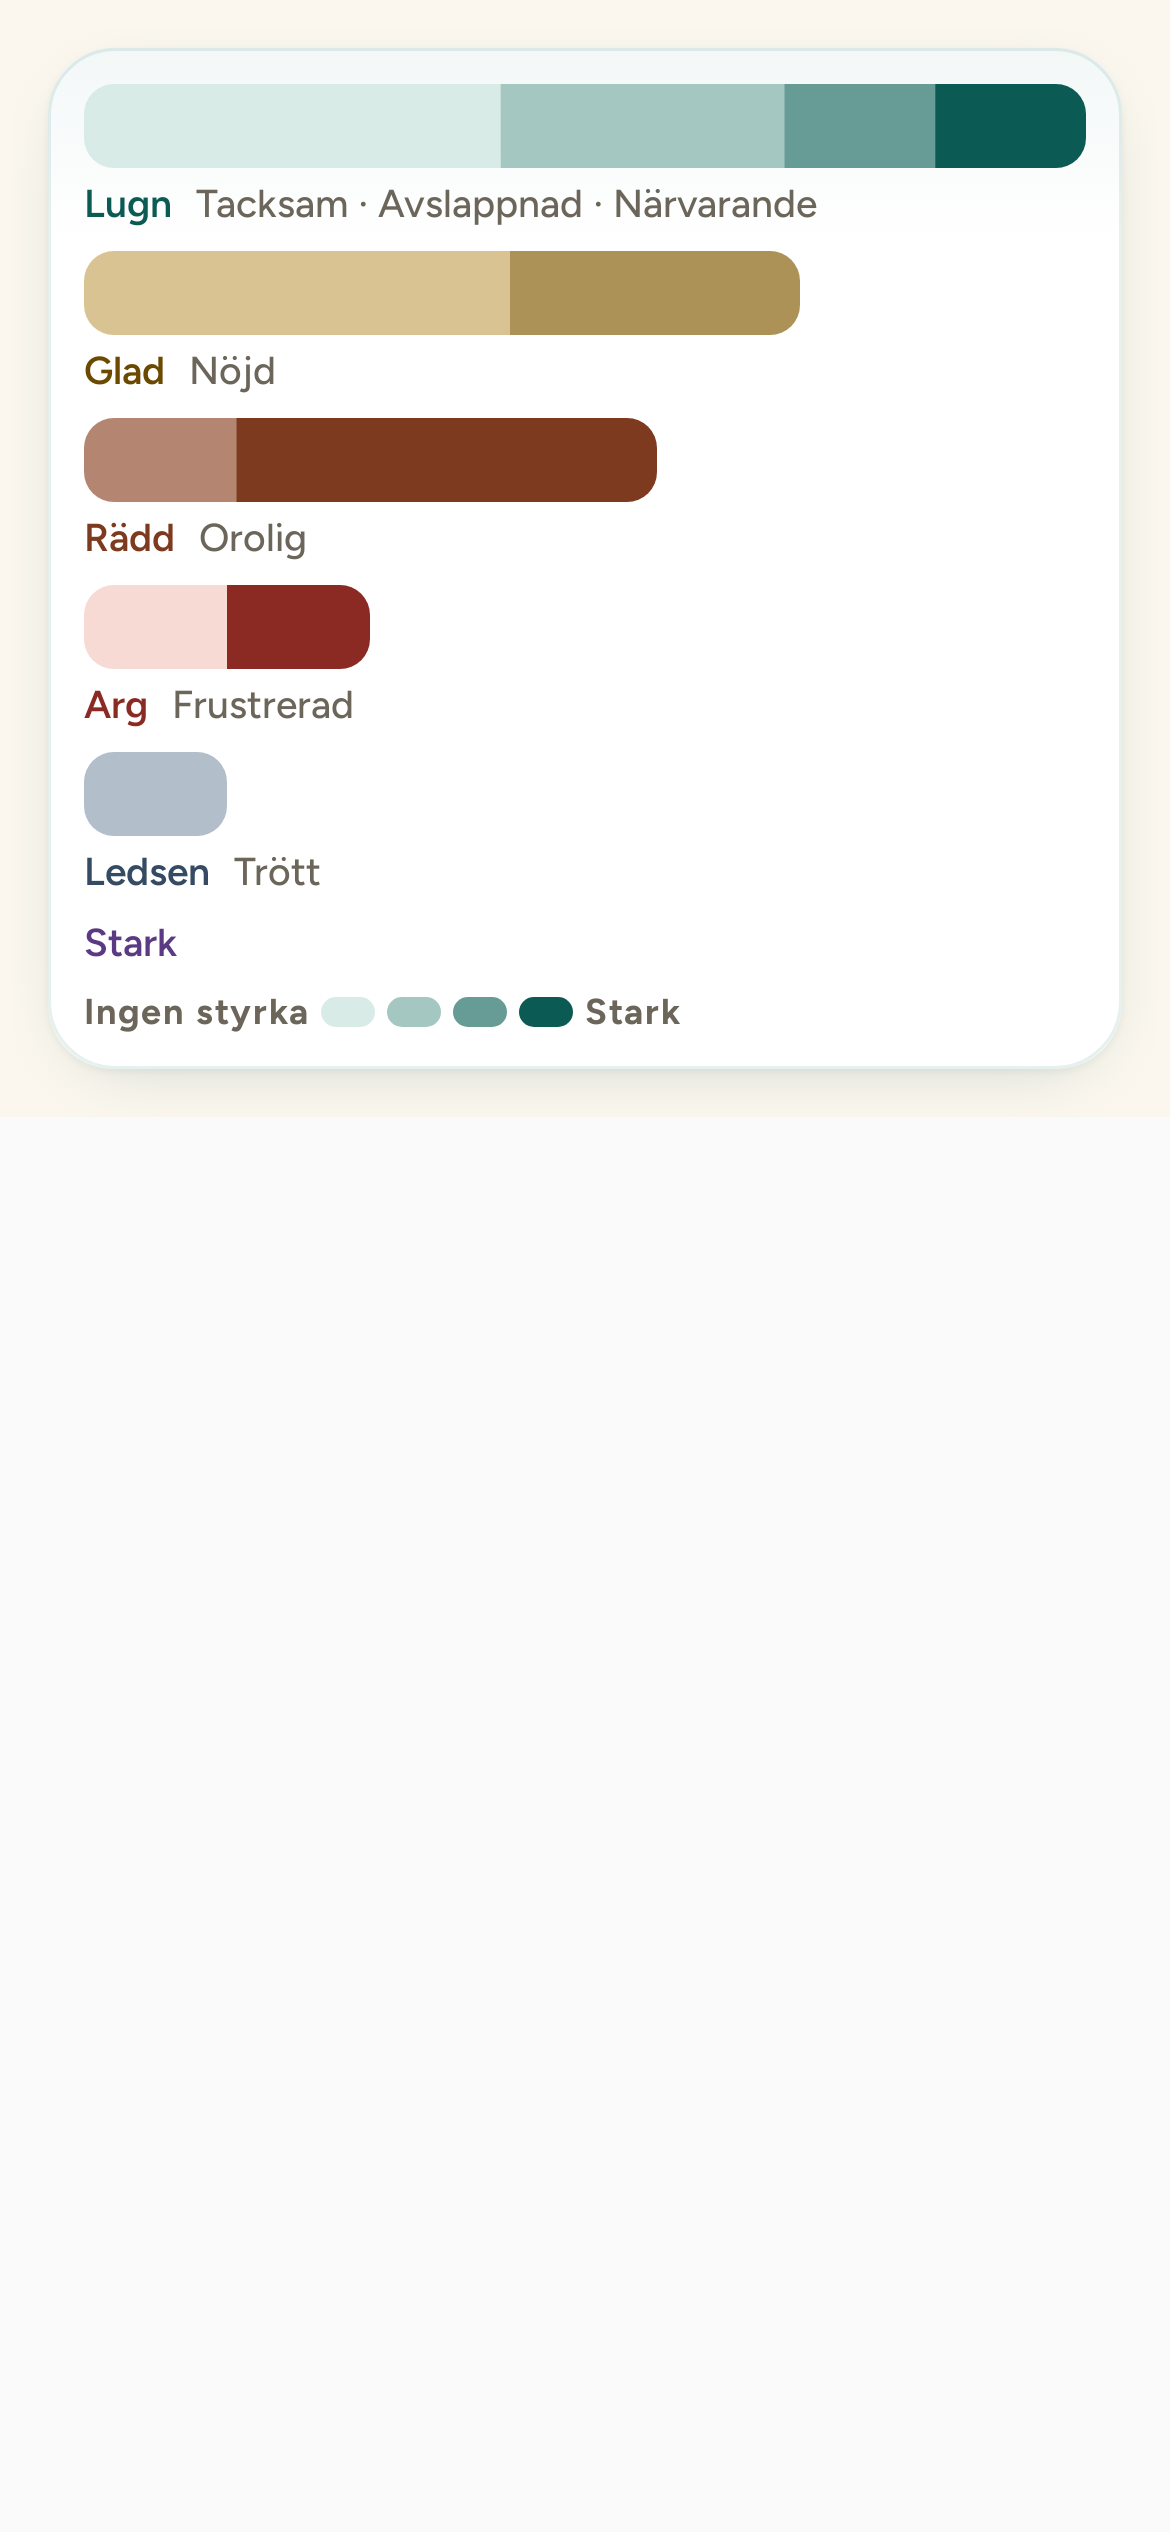 Lugn Tacksam · Avslappnad · Närvarande
Glad Nöjd
Rädd Orolig
Arg Frustrerad
Ledsen Trött
Stark
Ingen styrka Stark